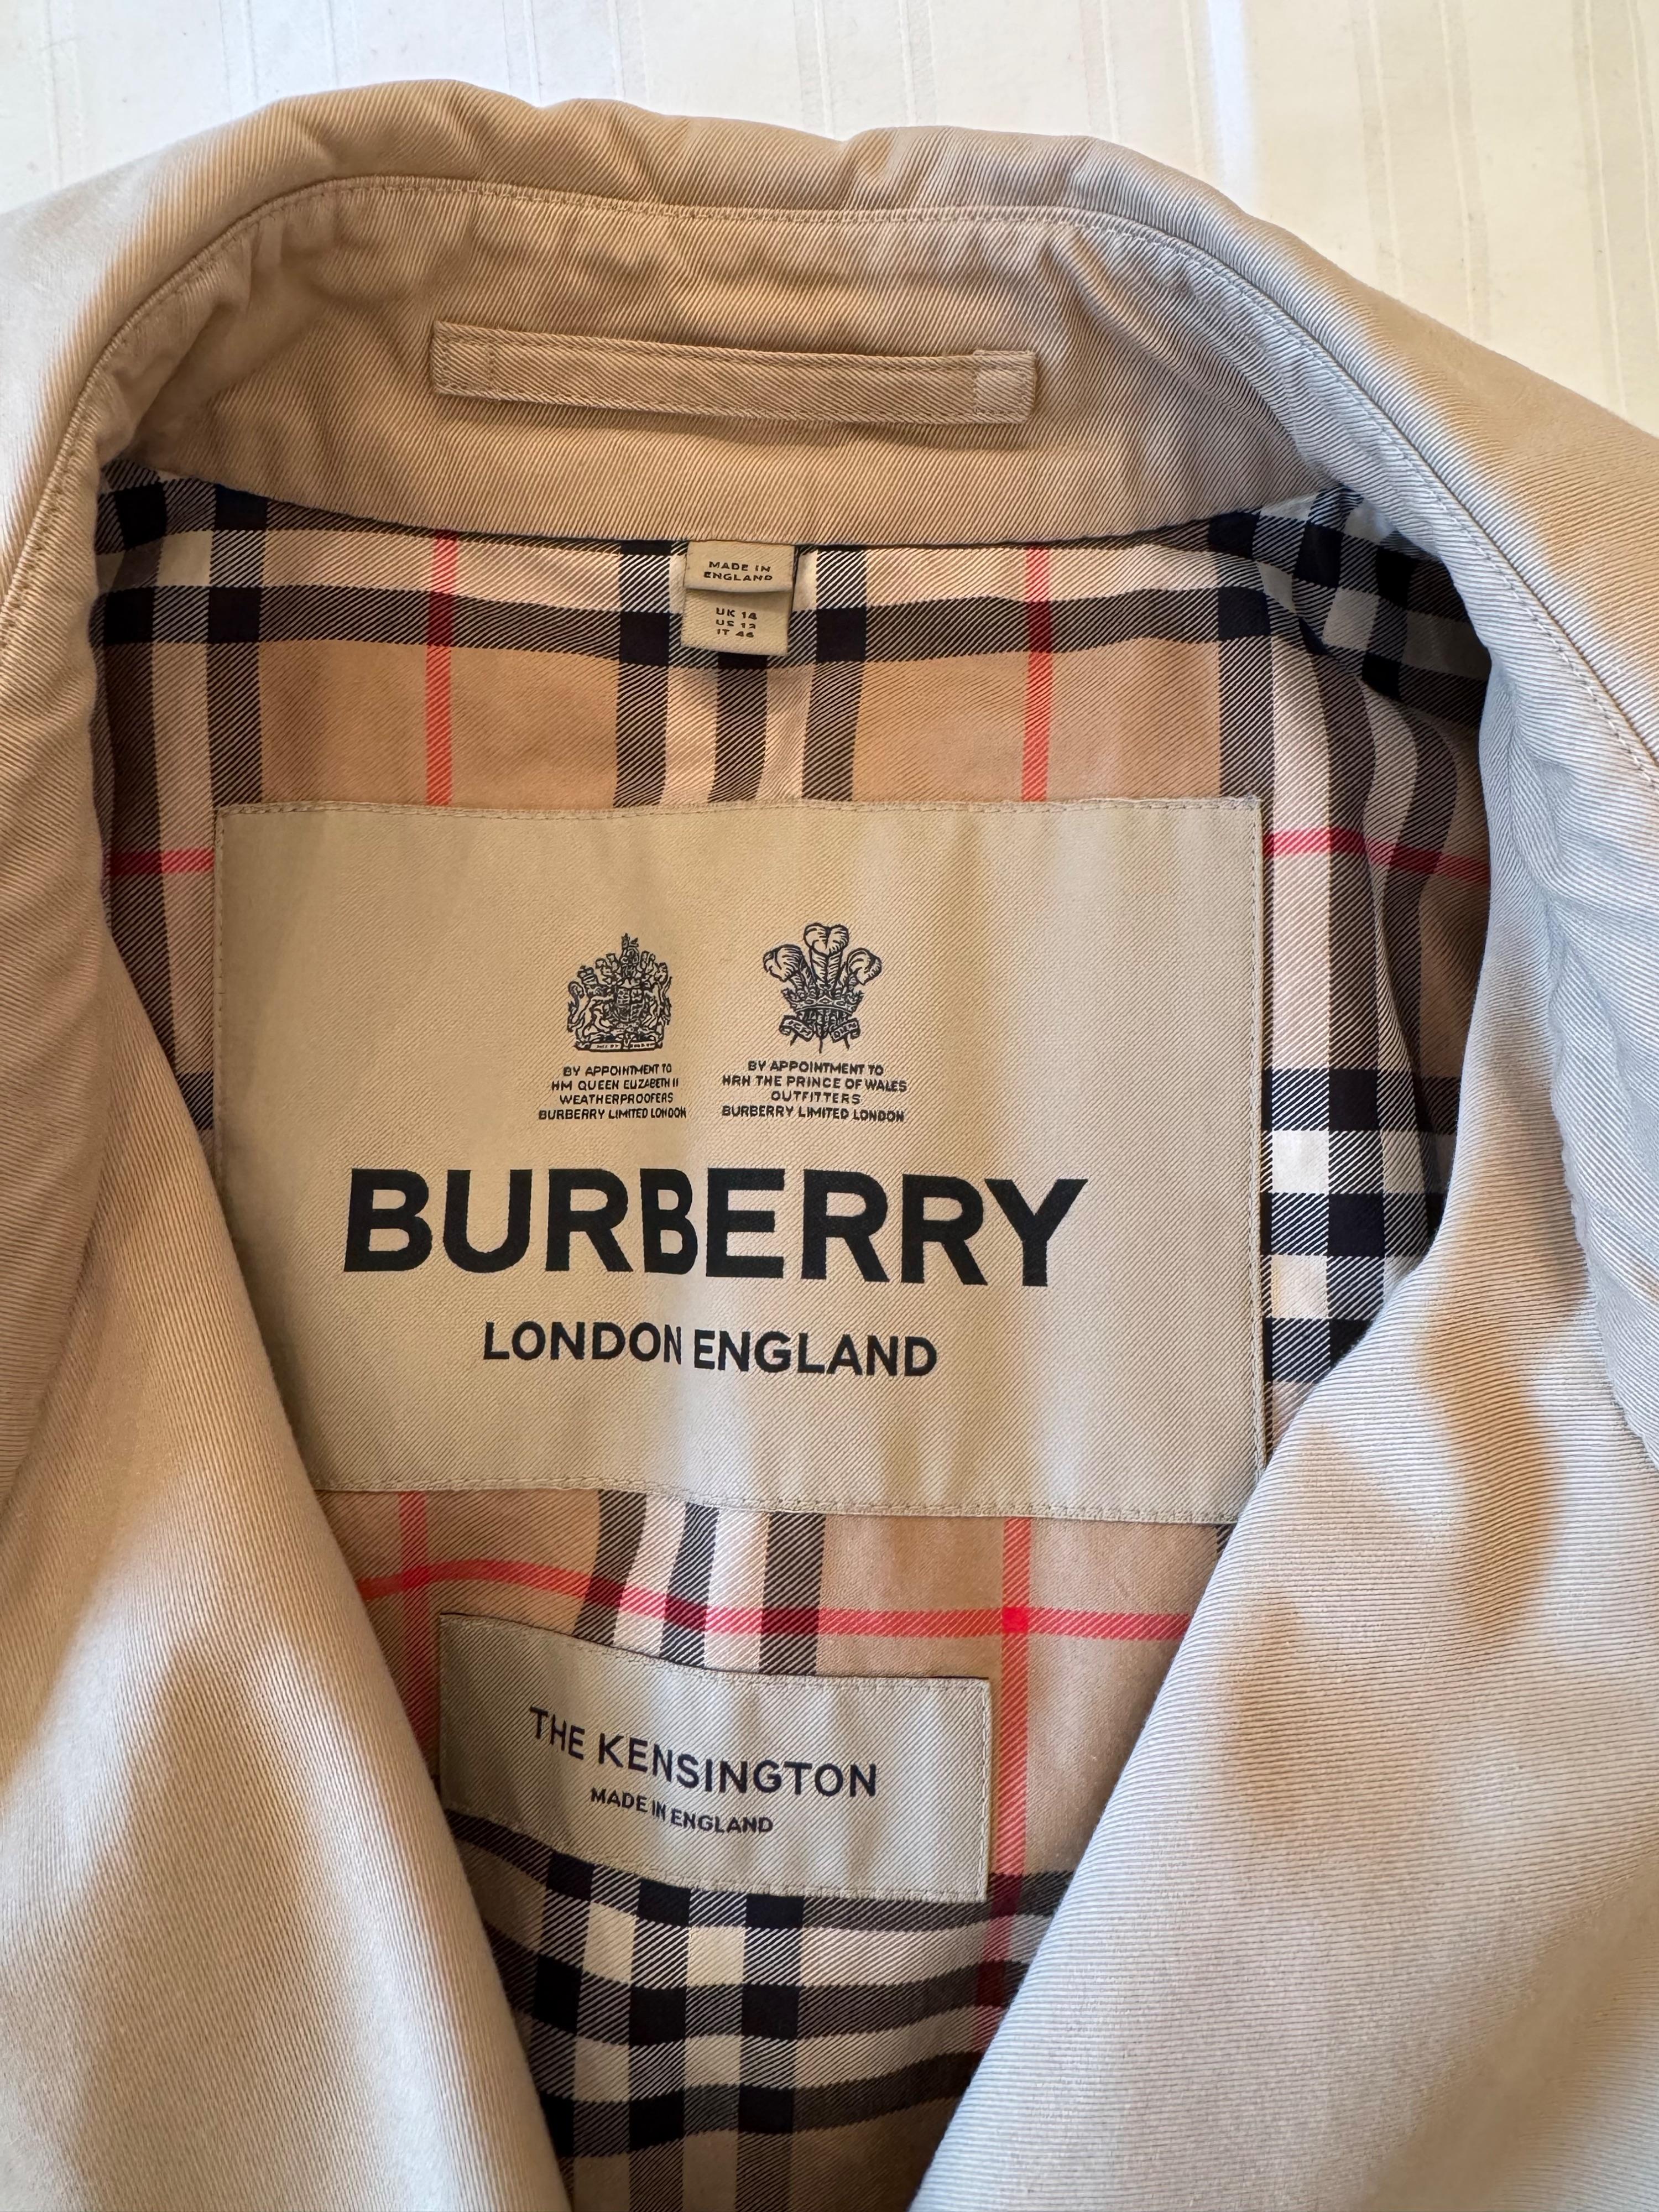 MADE IN
ENGLAND
UK 14
US 12
IT 46
BY APPOINTMENT TO
HM QUEEN ELIZABETH II
WEATHERPROOFERS
BURBERRY LIMITED LONDON
BY APPOINTMENT TO
HRH THE PRINCE OF WALES
OUTFITTERS
BURBERRY LIMITED LONDON
BURBERRY
LONDON ENGLAND
THE KENSINGTON
MADE IN ENGLAND